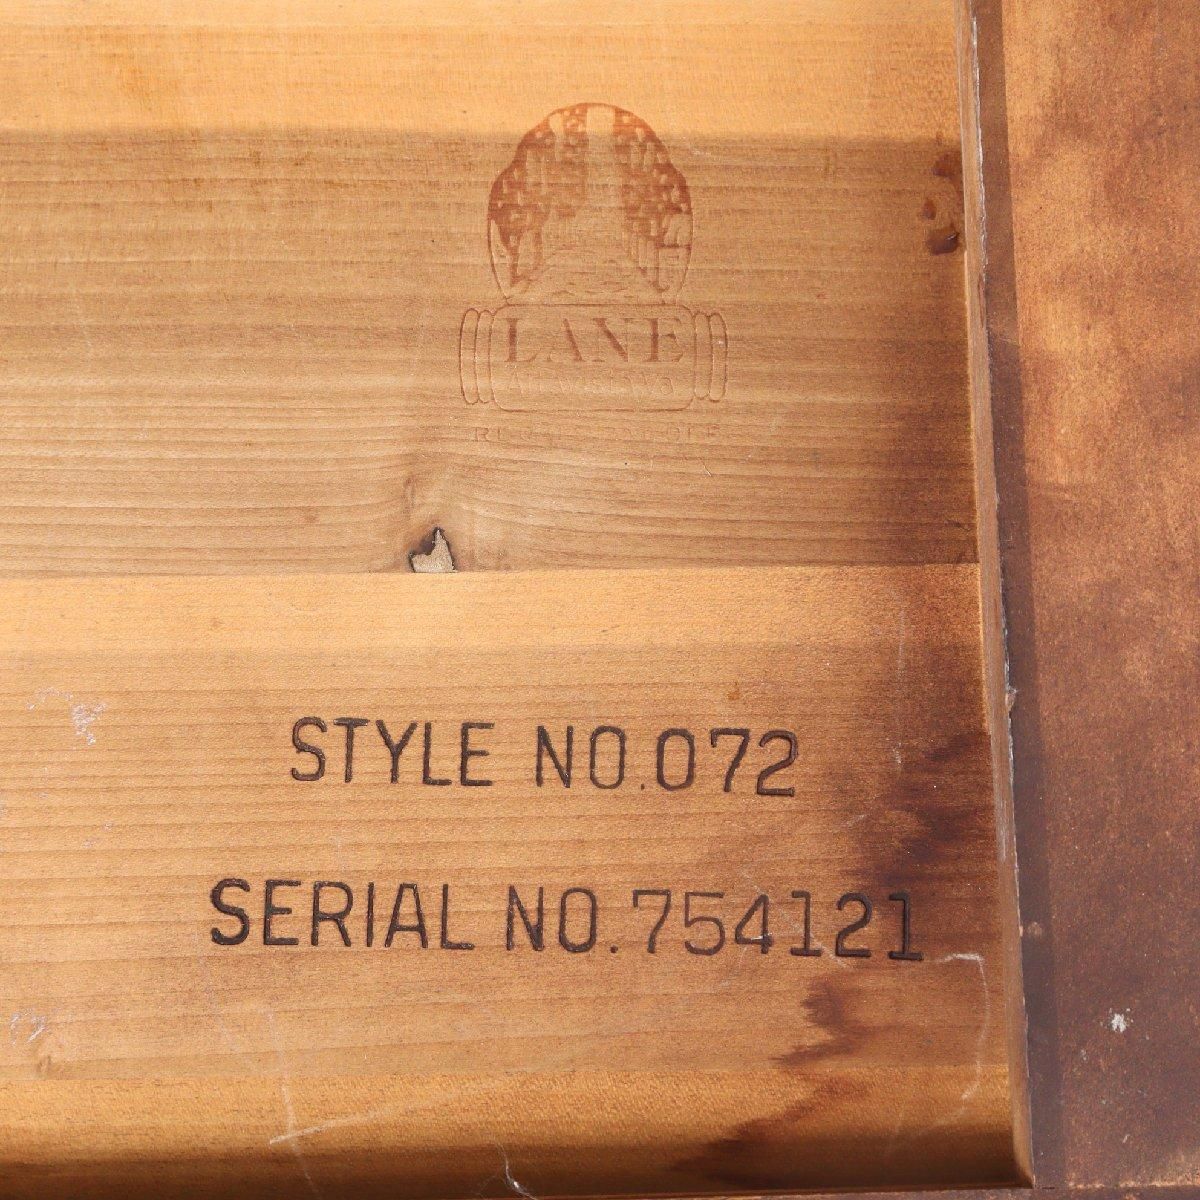 LANE
STYLE NO.072
SERIAL NO.754121